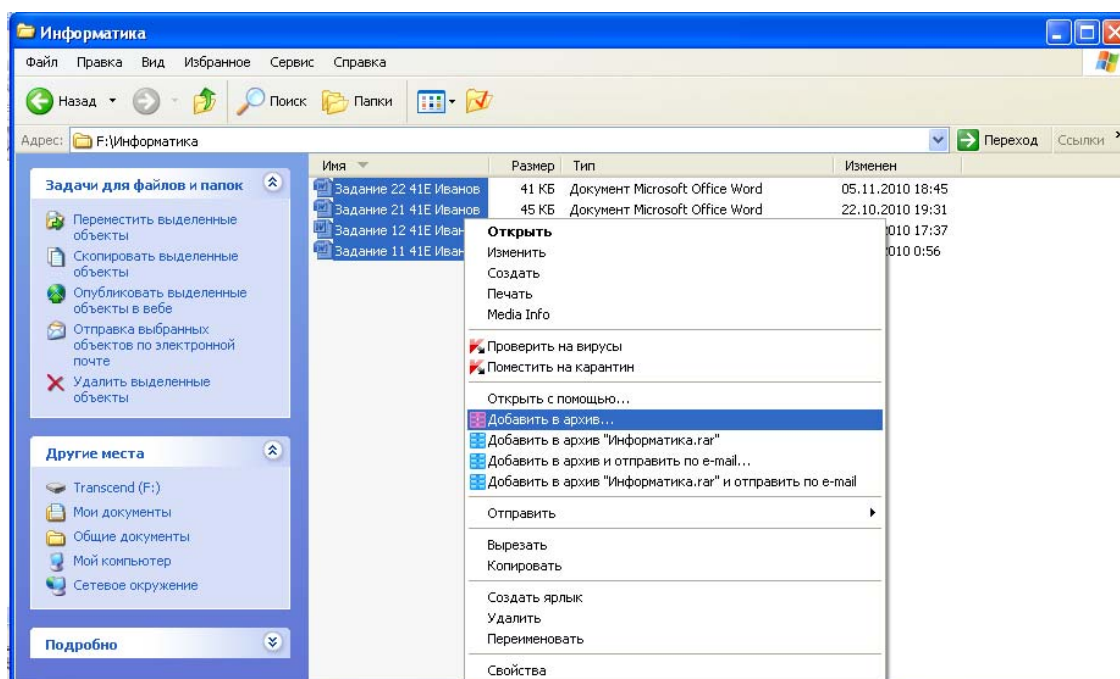 Информатика
Файл Правка Вид Избранное Сервис Справка
Назад Поиск Папки
Адрес: F:\Информатика Переход Ссылки
Имя Размер Тип Изменен
Задание 22 41Е Иванов 41 КБ Документ Microsoft Office Word 05.11.2010 18:45
Задание 21 41Е Иванов 45 КБ Документ Microsoft Office Word 22.10.2010 19:31
Задание 12 41Е Иван 010 17:37
Задание 11 41Е Иван 010 0:56
Задачи для файлов и папок
Переместить выделенные
объекты
Скопировать выделенные
объекты
Опубликовать выделенные
объекты в вебе
Отправка выбранных
объектов по электронной
почте
Удалить выделенные
объекты
Другие места
Transcend (F:)
Мои документы
Общие документы
Мой компьютер
Сетевое окружение
Подробно
Открыть
Изменить
Создать
Печать
Media Info
Проверить на вирусы
Поместить на карантин
Открыть с помощью...
Добавить в архив...
Добавить в архив "Информатика.rar"
Добавить в архив и отправить по e-mail...
Добавить в архив "Информатика.rar" и отправить по e-mail
Отправить
Вырезать
Копировать
Создать ярлык
Удалить
Переименовать
Свойства